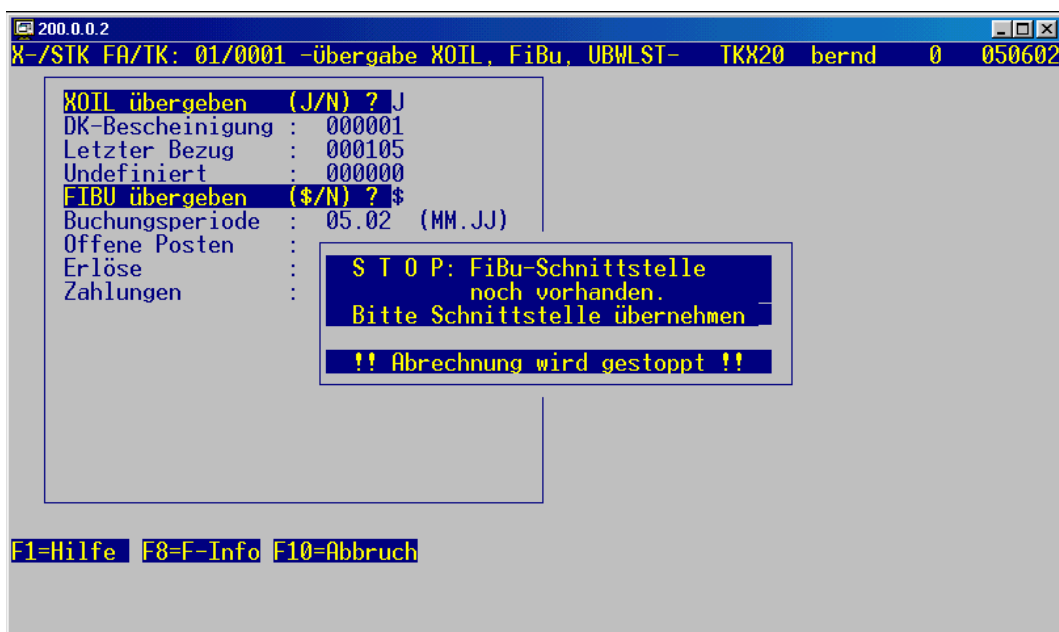 200.0.0.2
X-/STK FA/TK: 01/0001 -übergabe XOIL, FiBu, UBWLST- TKX20 bernd 0 050602
XOIL übergeben (J/N) ? J
DK-Bescheinigung : 000001
Letzter Bezug : 000105
Undefiniert : 000000
FIBU übergeben ($/N) ? $
Buchungsperiode : 05.02 (MM.JJ)
Offene Posten :
Erlöse :
Zahlungen :
S T O P: FiBu-Schnittstelle
noch vorhanden. _
Bitte Schnittstelle übernehmen _
!! Abrechnung wird gestoppt !!
F1=Hilfe F8=F-Info F10=Abbruch